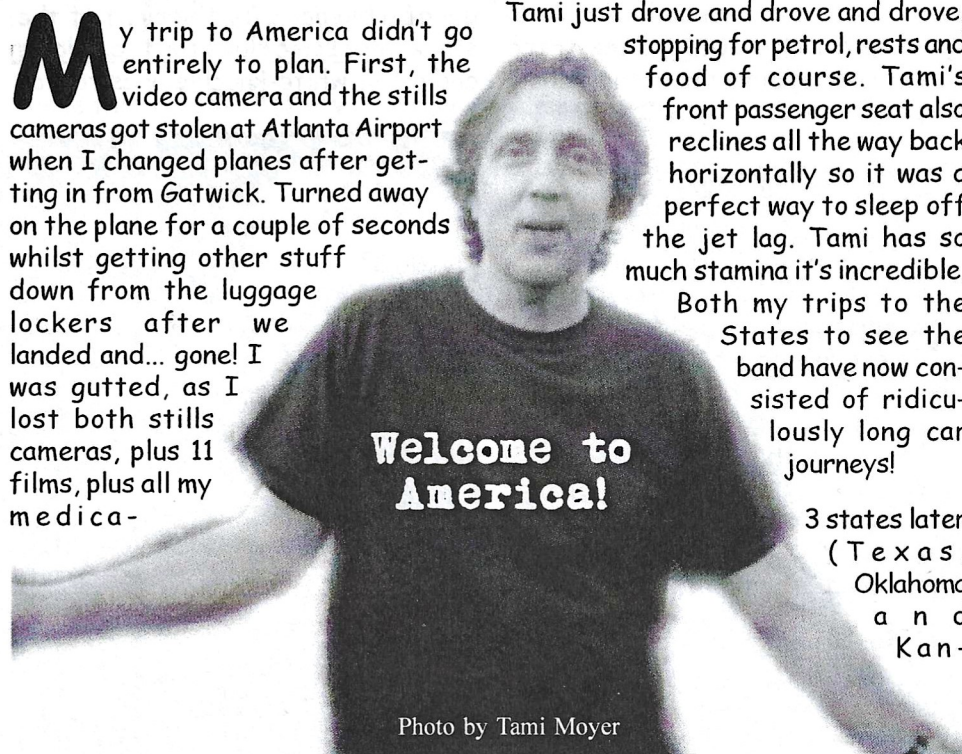 My trip to America didn't go
entirely to plan. First, the
video camera and the stills
cameras got stolen at Atlanta Airport
when I changed planes after get-
ting in from Gatwick. Turned away
on the plane for a couple of seconds
whilst getting other stuff
down from the luggage
lockers after we
landed and... gone! I
was gutted, as I
lost both stills
cameras, plus 11
films, plus all my
medica-
Tami just drove and drove and drove
stopping for petrol, rests and
food of course. Tami's
front passenger seat also
reclines all the way back
horizontally so it was a
perfect way to sleep off
the jet lag. Tami has so
much stamina it's incredible
Both my trips to the
States to see the
band have now con-
sisted of ridicu-
lously long car
journeys!
3 states later
(Texas,
Oklahoma
and
Kan-
Welcome to
America!
Photo by Tami Moyer